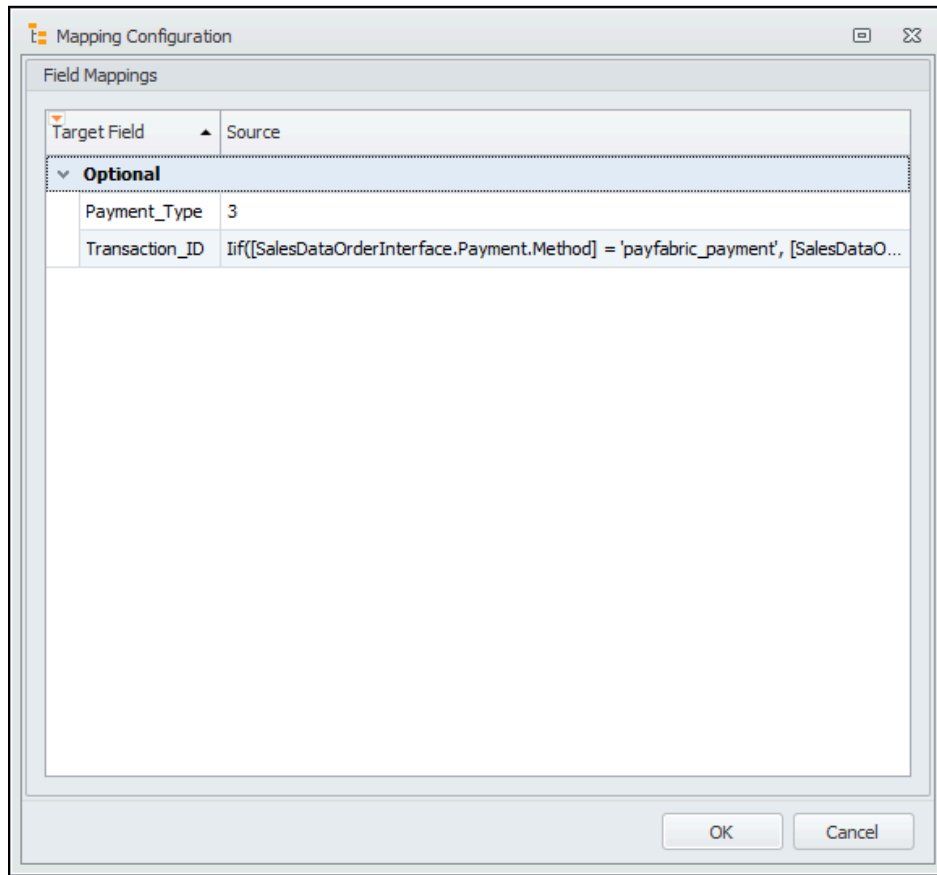 Mapping Configuration
Field Mappings
Target Field Source
Optional
Payment_Type 3
Transaction_ID Iif([SalesDataOrderInterface.Payment.Method] = 'payfabric_payment', [SalesDataO...
OK Cancel